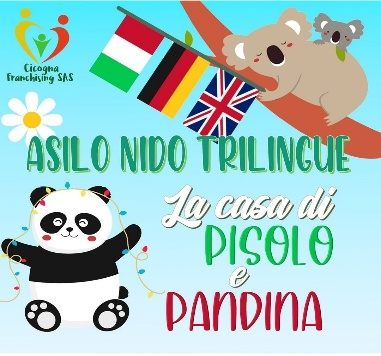 Cicogna
Franchising SAS
ASILO NIDO TRILINGUE
La casa di
PISOLO
e
PANDINA